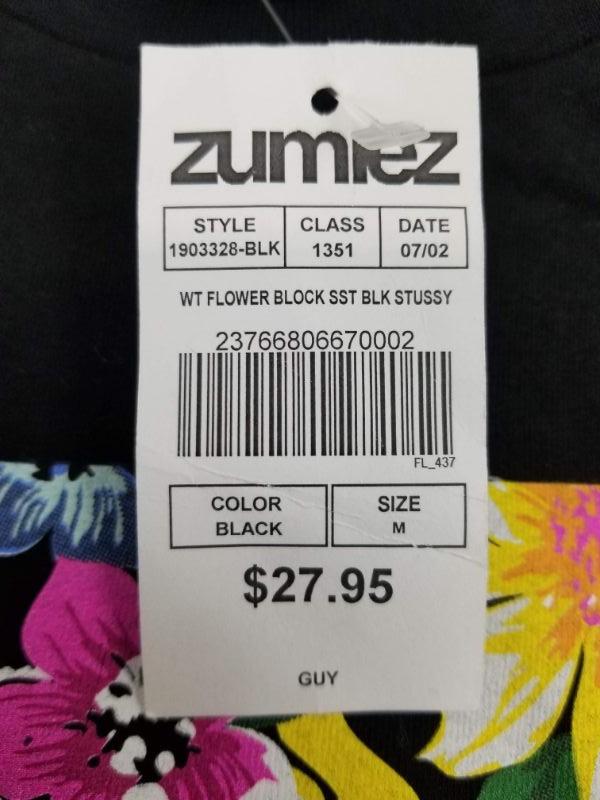 zumiez
STYLE CLASS DATE
1903328-BLK 1351 07/02
WT FLOWER BLOCK SST BLK STUSSY
23766806670002
FL_437
COLOR SIZE
BLACK M
$27.95
GUY